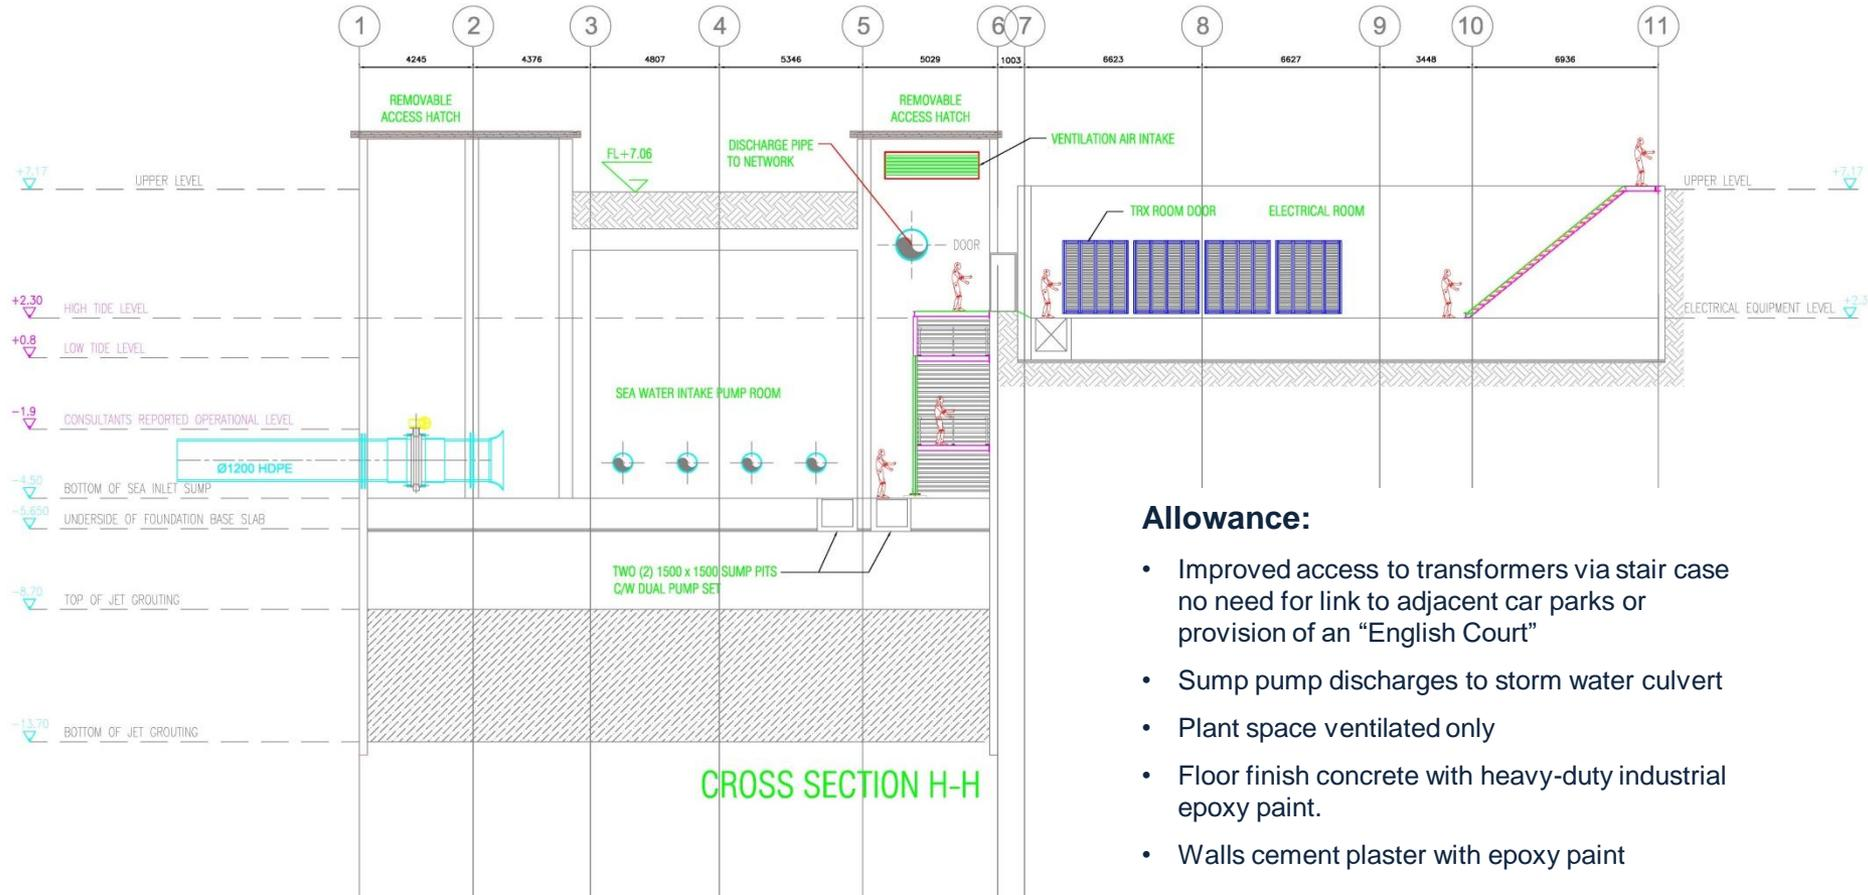 1 2 3 4 5 6 7 8 9 10 11
4245 4376 4807 5346 5029 1003 6623 6627 3448 6936
REMOVABLE
ACCESS HATCH
REMOVABLE
ACCESS HATCH
DISCHARGE PIPE
TO NETWORK
VENTILATION AIR INTAKE
FL+7.06
+7.17
UPPER LEVEL
UPPER LEVEL
+7.17
TRX ROOM DOOR
ELECTRICAL ROOM
DOOR
+2.30
HIGH TIDE LEVEL
ELECTRICAL EQUIPMENT LEVEL
+2.3
+0.8
LOW TIDE LEVEL
SEA WATER INTAKE PUMP ROOM
-1.9
CONSULTANTS REPORTED OPERATIONAL LEVEL
Ø1200 HDPE
-4.50
BOTTOM OF SEA INLET SUMP
-5.650
UNDERSIDE OF FOUNDATION BASE SLAB
TWO (2) 1500 x 1500 SUMP PITS
C/W DUAL PUMP SET
-8.70
TOP OF JET GROUTING
-13.70
BOTTOM OF JET GROUTING
CROSS SECTION H-H
Allowance:
• Improved access to transformers via stair case
no need for link to adjacent car parks or
provision of an “English Court”
• Sump pump discharges to storm water culvert
• Plant space ventilated only
• Floor finish concrete with heavy-duty industrial
epoxy paint.
• Walls cement plaster with epoxy paint